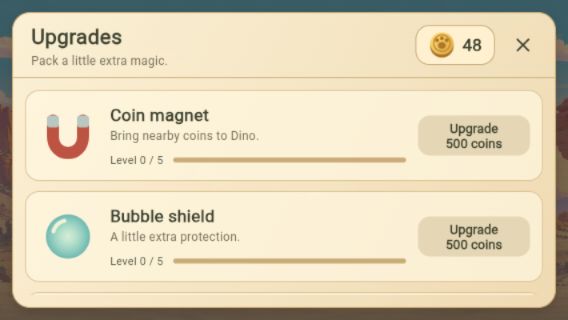 Upgrades
Pack a little extra magic.
48
Coin magnet
Bring nearby coins to Dino.
Level 0 / 5
Upgrade
500 coins
Bubble shield
A little extra protection.
Level 0 / 5
Upgrade
500 coins